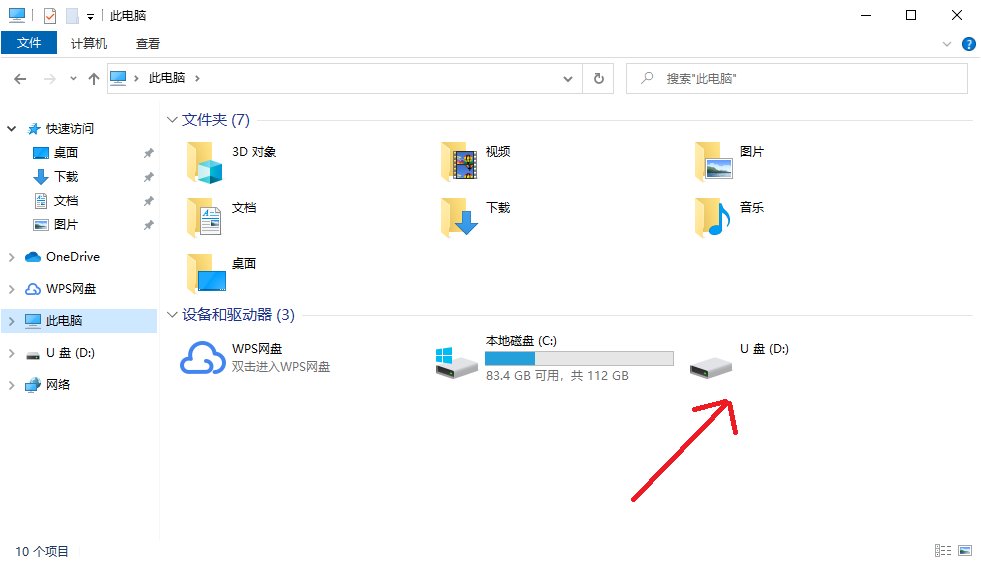 此电脑
文件 计算机 查看
此电脑
搜索"此电脑"
快速访问
桌面
下载
文档
图片
OneDrive
WPS网盘
此电脑
U 盘 (D:)
网络
文件夹 (7)
3D 对象
视频
图片
文档
下载
音乐
桌面
设备和驱动器 (3)
WPS网盘
双击进入WPS网盘
本地磁盘 (C:)
83.4 GB 可用，共 112 GB
U 盘 (D:)
10 个项目